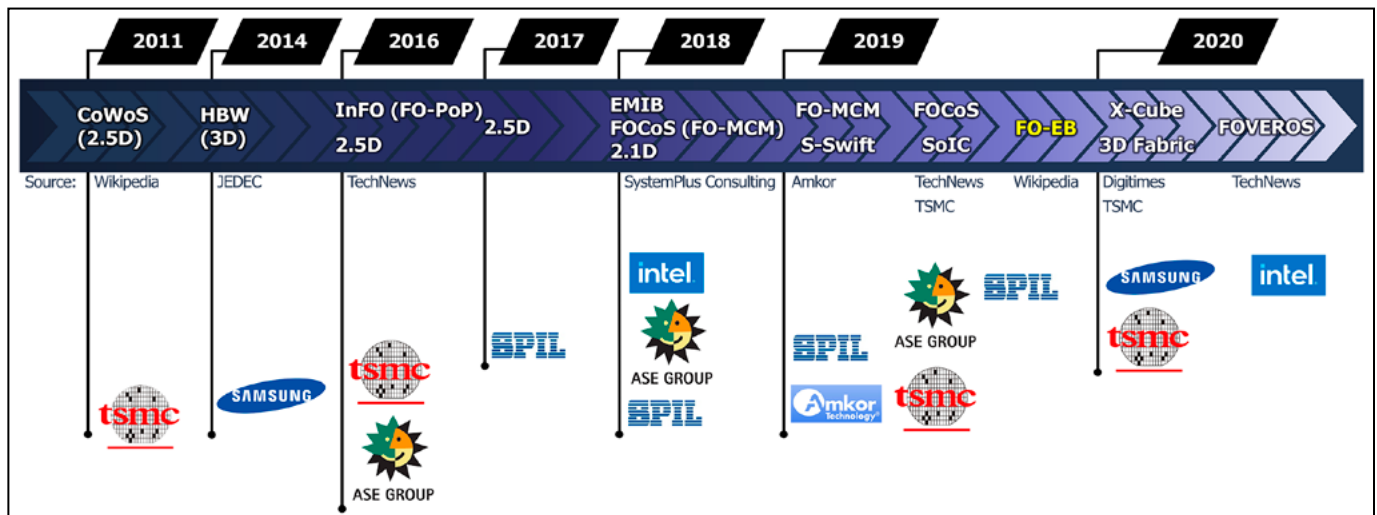 2011
2014
2016
2017
2018
2019
2020
CoWoS
(2.5D)
HBW
(3D)
InFO (FO-PoP)
2.5D
2.5D
EMIB
FOCoS (FO-MCM)
2.1D
FO-MCM
S-Swift
FOCoS
SoIC
FO-EB
X-Cube
3D Fabric
FOVEROS
Source:
Wikipedia
JEDEC
TechNews
SystemPlus Consulting
Amkor
TechNews
TSMC
Wikipedia
Digitimes
TSMC
TechNews
tsmc
SAMSUNG
tsmc
ASE GROUP
SPIL
intel.
ASE GROUP
SPIL
SPIL
Amkor
Technology®
ASE GROUP
tsmc
SPIL
SAMSUNG
tsmc
intel.